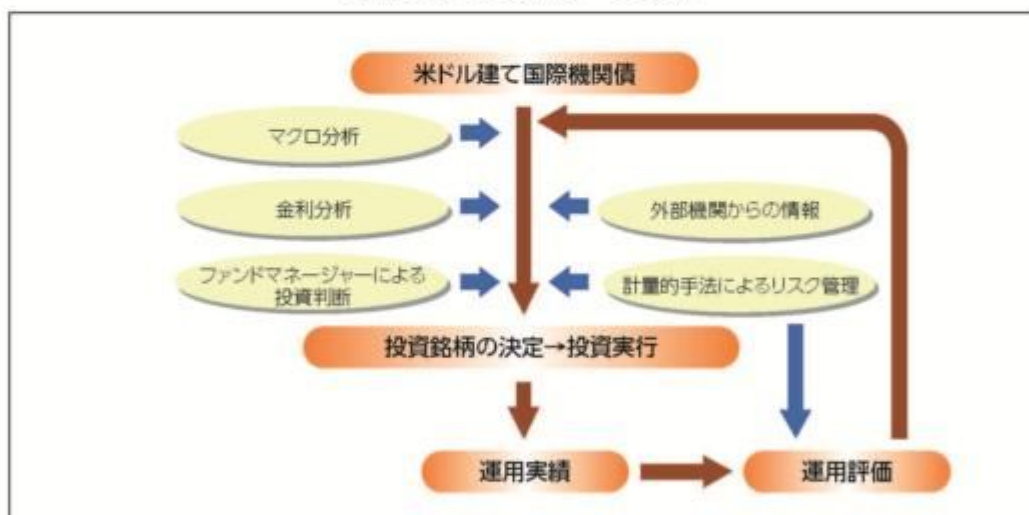 米ドル建て国際機関債
マクロ分析
金利分析
外部機関からの情報
ファンドマネージャーによる
投資判断
計量的手法によるリスク管理
投資銘柄の決定→投資実行
運用実績
運用評価